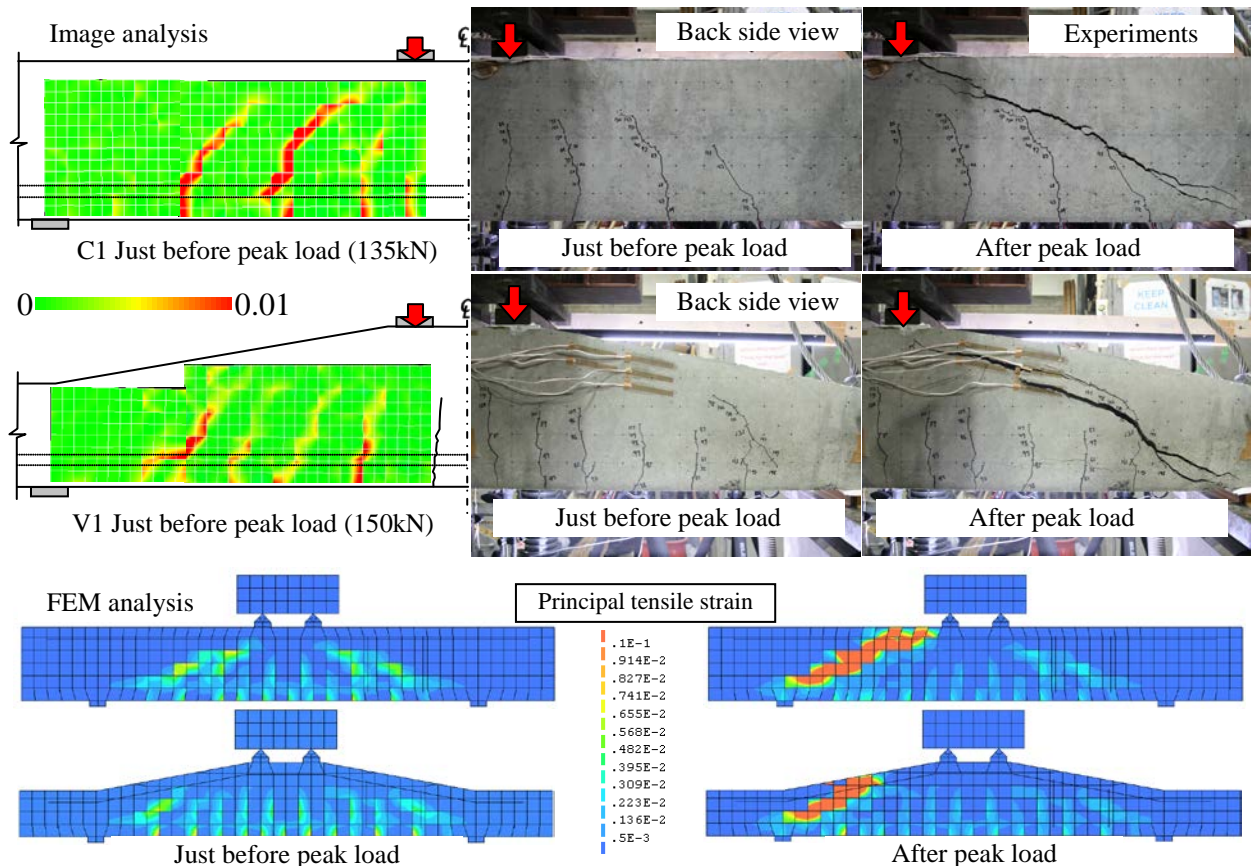 Image analysis
Back side view
Experiments
C1 Just before peak load (135kN)
Just before peak load
After peak load
0
0.01
Back side view
KEEP
CLEAN
V1 Just before peak load (150kN)
Just before peak load
After peak load
FEM analysis
Principal tensile strain
.1E-1
.914E-2
.827E-2
.741E-2
.655E-2
.568E-2
.482E-2
.395E-2
.309E-2
.223E-2
.136E-2
.5E-3
Just before peak load
After peak load